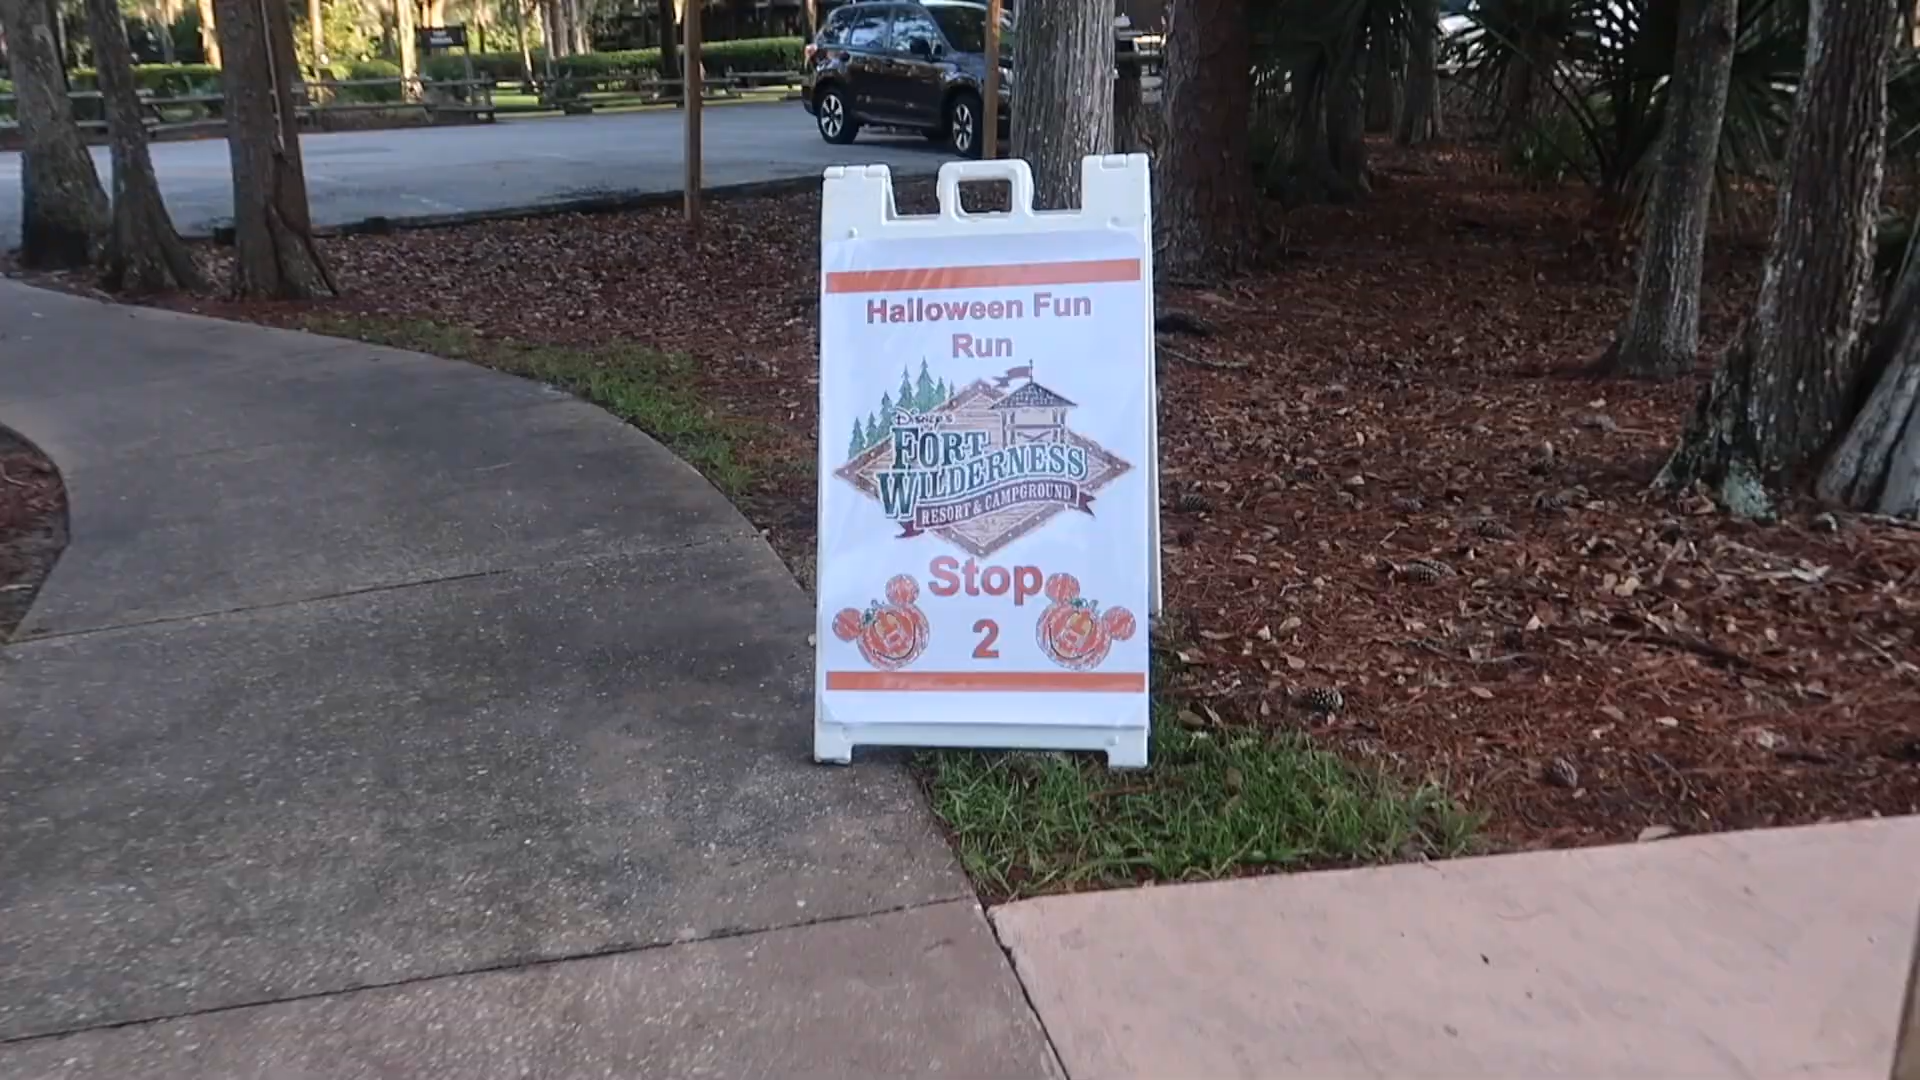 Halloween Fun
Run
Disney's
FORT
WILDERNESS
RESORT & CAMPGROUND
Stop
2